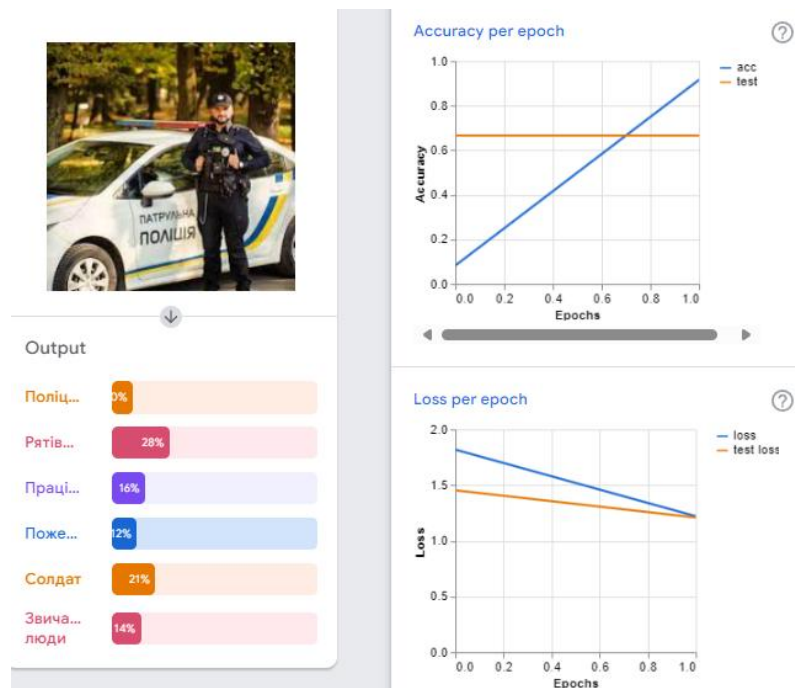 ПАТРУЛЬНА
ПОЛІЦІЯ
Output
Поліц...
0%
Рятів...
28%
Праці...
16%
Поже...
12%
Солдат
21%
Звича...
люди
14%
Accuracy per epoch
acc
test
1.0
0.8
0.6
0.4
0.2
0.0
Accuracy
0.0 0.2 0.4 0.6 0.8 1.0
Epochs
Loss per epoch
loss
test loss
2.0
1.5
1.0
0.5
0.0
Loss
0.0 0.2 0.4 0.6 0.8 1.0
Epochs